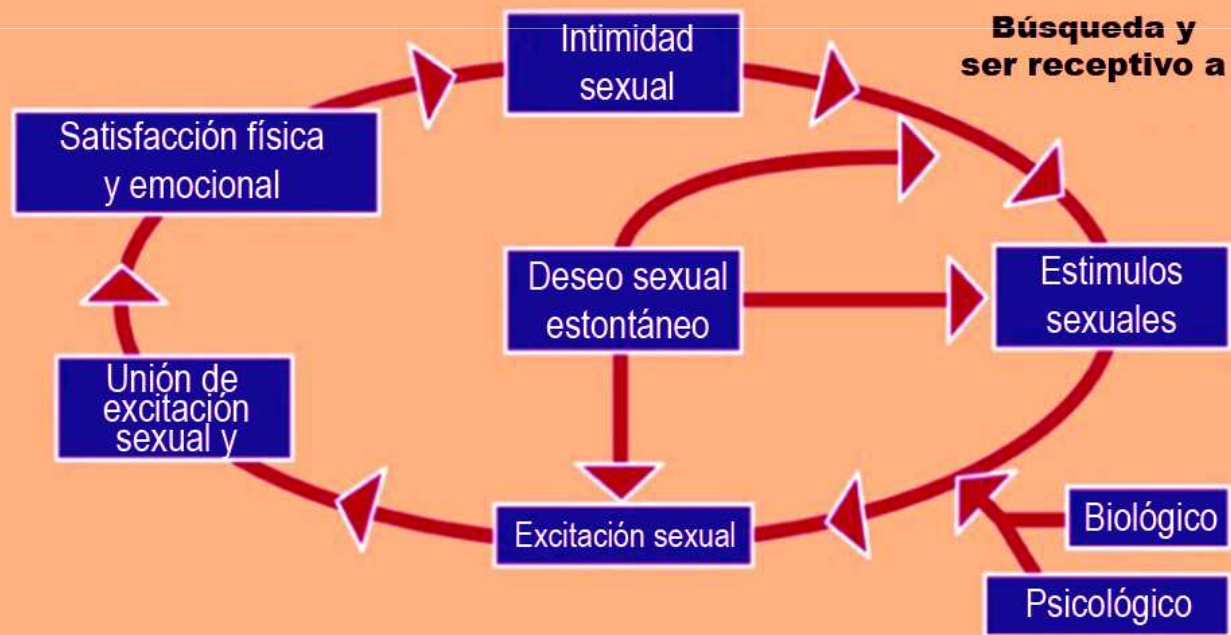 Búsqueda y
ser receptivo a
Intimidad
sexual
Satisfacción física
y emocional
Deseo sexual
estontáneo
Estimulos
sexuales
Unión de
excitación
sexual y
Excitación sexual
Biológico
Psicológico